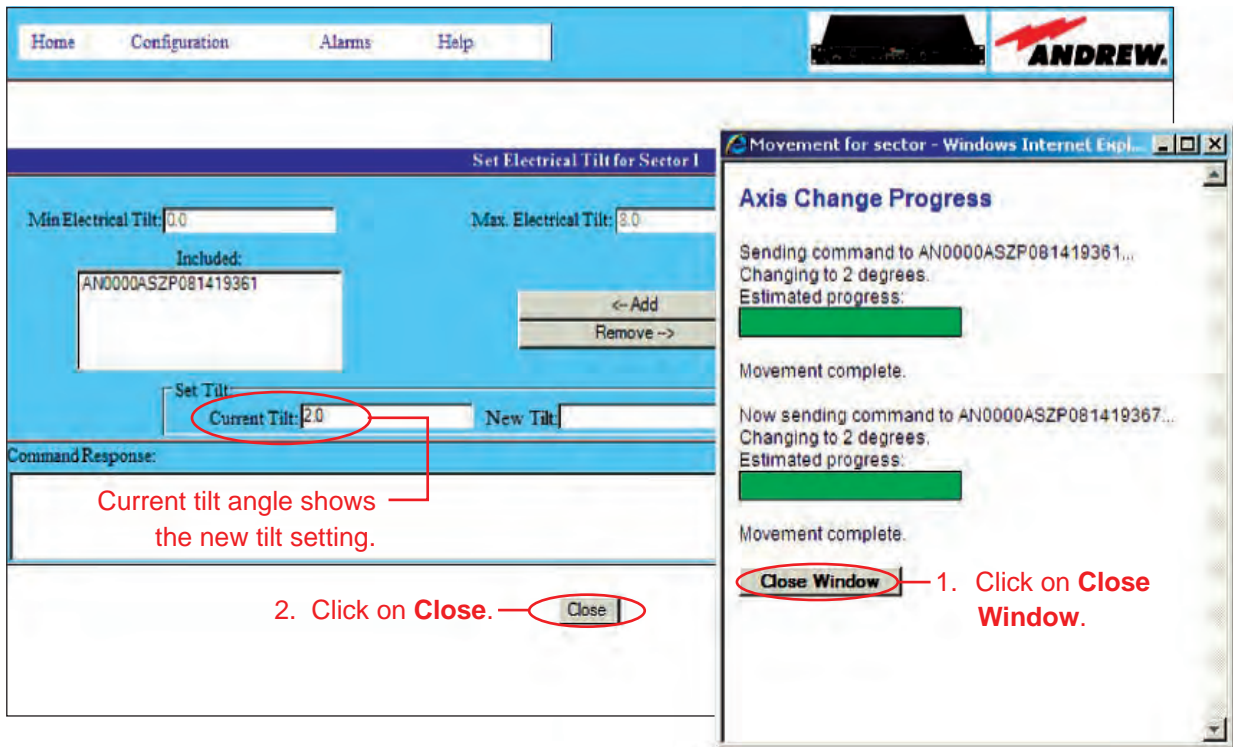 Home Configuration Alarms Help
ANDREW.
Set Electrical Tilt for Sector 1
Min Electrical Tilt: 0.0
Max. Electrical Tilt: 8.0
Included:
AN0000ASZP081419361
<-- Add
Remove -->
Set Tilt:
Current Tilt: 2.0
New Tilt:
Command Response:
Current tilt angle shows
the new tilt setting.
2. Click on Close.
Close
Movement for sector - Windows Internet Expl...
Axis Change Progress
Sending command to AN0000ASZP081419361...
Changing to 2 degrees.
Estimated progress:
Movement complete.
Now sending command to AN0000ASZP081419367...
Changing to 2 degrees.
Estimated progress:
Movement complete.
Close Window
1. Click on Close
Window.